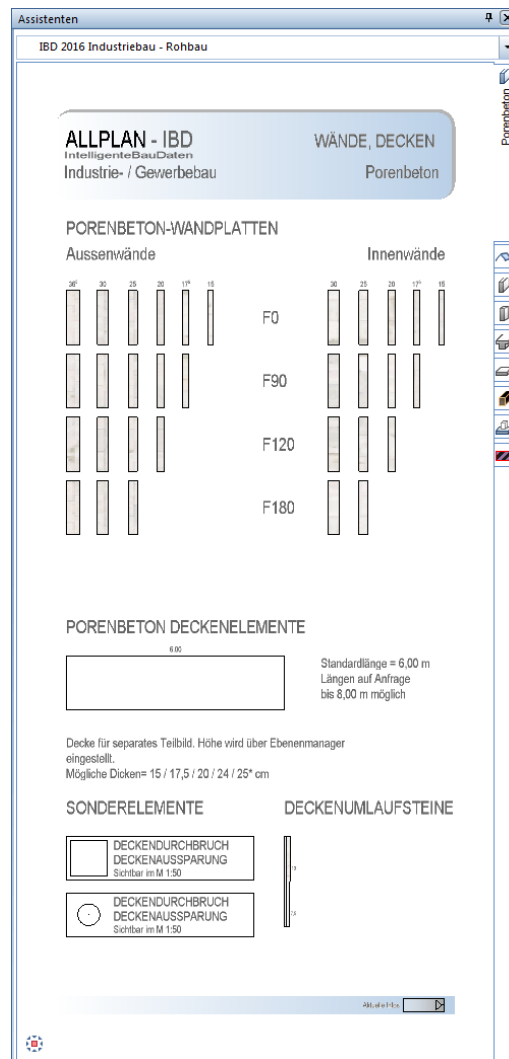 Assistenten
IBD 2016 Industriebau - Rohbau
Porenbeton
ALLPLAN - IBD
IntelligenteBauDaten
Industrie- / Gewerbebau
WÄNDE, DECKEN
Porenbeton
PORENBETON-WANDPLATTEN
Aussenwände
Innenwände
36⁵ 30 25 20 17⁵ 15
30 25 20 17⁵ 15
F0
F90
F120
F180
PORENBETON DECKENELEMENTE
6.00
Standardlänge = 6,00 m
Längen auf Anfrage
bis 8,00 m möglich
Decke für separates Teilbild. Höhe wird über Ebenenmanager
eingestellt.
Mögliche Dicken= 15 / 17,5 / 20 / 24 / 25* cm
SONDERELEMENTE
DECKENUMLAUFSTEINE
DECKENDURCHBRUCH
DECKENAUSSPARUNG
Sichtbar im M 1:50
DECKENDURCHBRUCH
DECKENAUSSPARUNG
Sichtbar im M 1:50